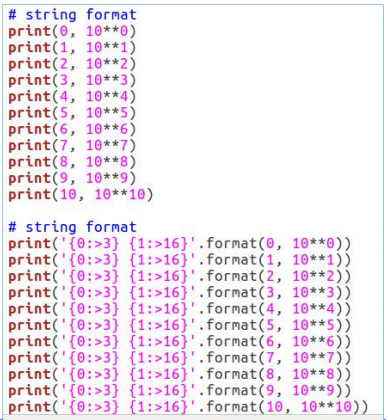 # string format
print(0, 10**0)
print(1, 10**1)
print(2, 10**2)
print(3, 10**3)
print(4, 10**4)
print(5, 10**5)
print(6, 10**6)
print(7, 10**7)
print(8, 10**8)
print(9, 10**9)
print(10, 10**10)

# string format
print('{0:>3} {1:>16}'.format(0, 10**0))
print('{0:>3} {1:>16}'.format(1, 10**1))
print('{0:>3} {1:>16}'.format(2, 10**2))
print('{0:>3} {1:>16}'.format(3, 10**3))
print('{0:>3} {1:>16}'.format(4, 10**4))
print('{0:>3} {1:>16}'.format(5, 10**5))
print('{0:>3} {1:>16}'.format(6, 10**6))
print('{0:>3} {1:>16}'.format(7, 10**7))
print('{0:>3} {1:>16}'.format(8, 10**8))
print('{0:>3} {1:>16}'.format(9, 10**9))
print('{0:>3} {1:>16}'.format(10, 10**10))